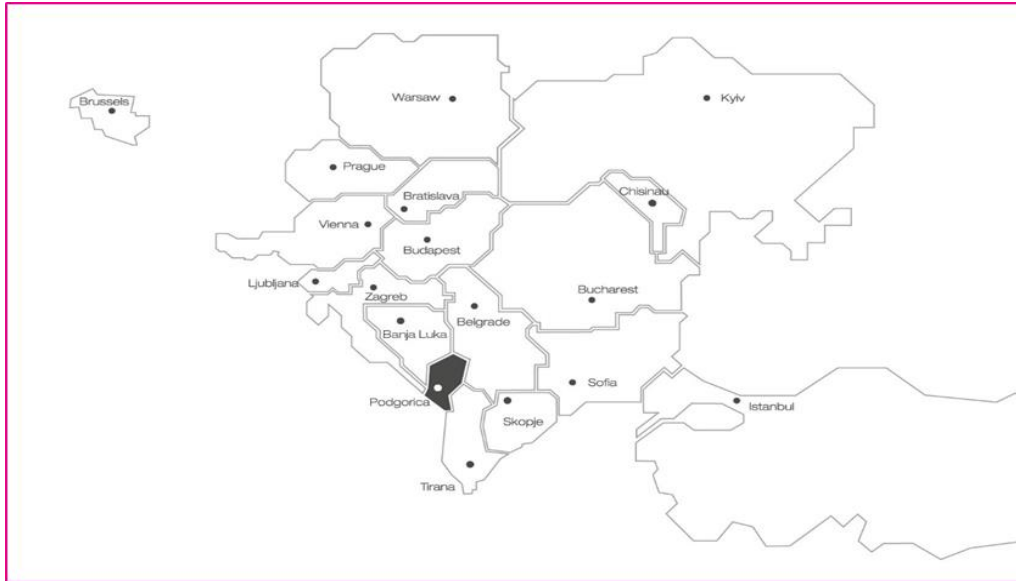 Warsaw
Kyiv
Brussels
Prague
Bratislava
Chisinau
Vienna
Budapest
Ljubljana
Zagreb
Bucharest
Belgrade
Banja Luka
Sofia
Podgorica
Istanbul
Skopje
Tirana